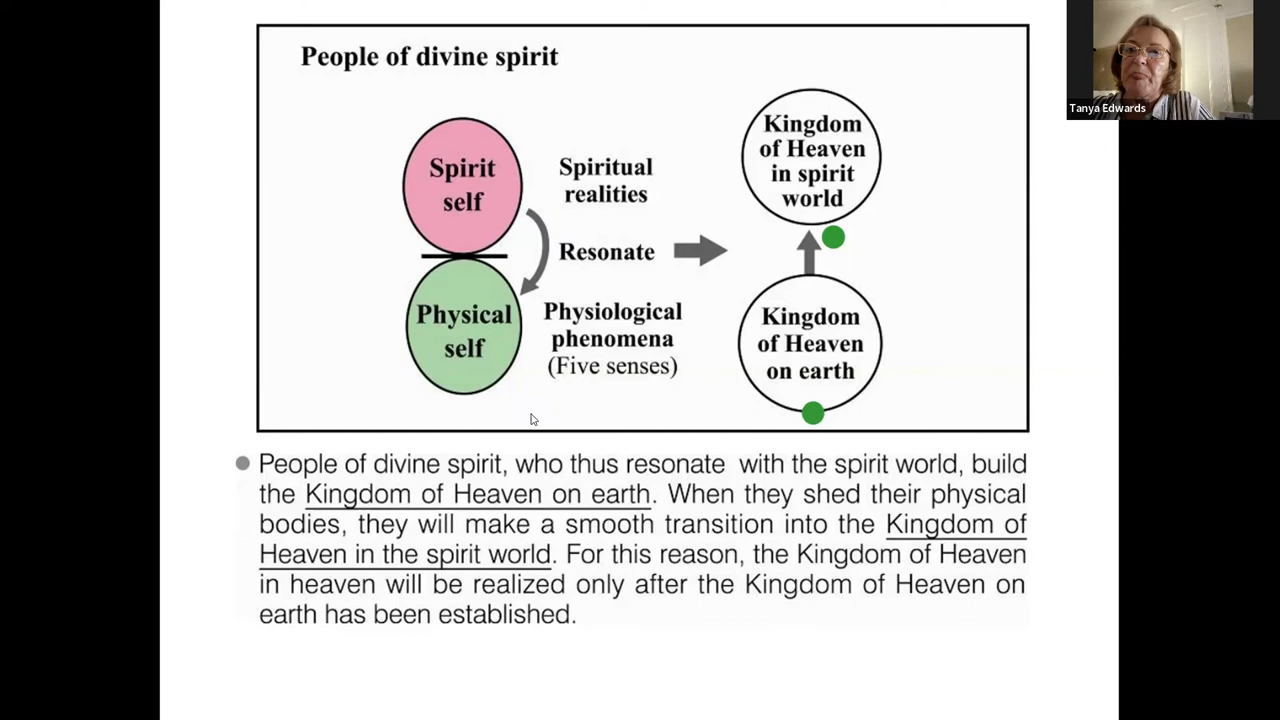 People of divine spirit
Spirit
self
Spiritual
realities
Resonate
Physical
self
Physiological
phenomena
(Five senses)
Kingdom
of Heaven
in spirit
world
Kingdom
of Heaven
on earth
Tanya Edwards
People of divine spirit, who thus resonate with the spirit world, build
the Kingdom of Heaven on earth. When they shed their physical
bodies, they will make a smooth transition into the Kingdom of
Heaven in the spirit world. For this reason, the Kingdom of Heaven
in heaven will be realized only after the Kingdom of Heaven on
earth has been established.